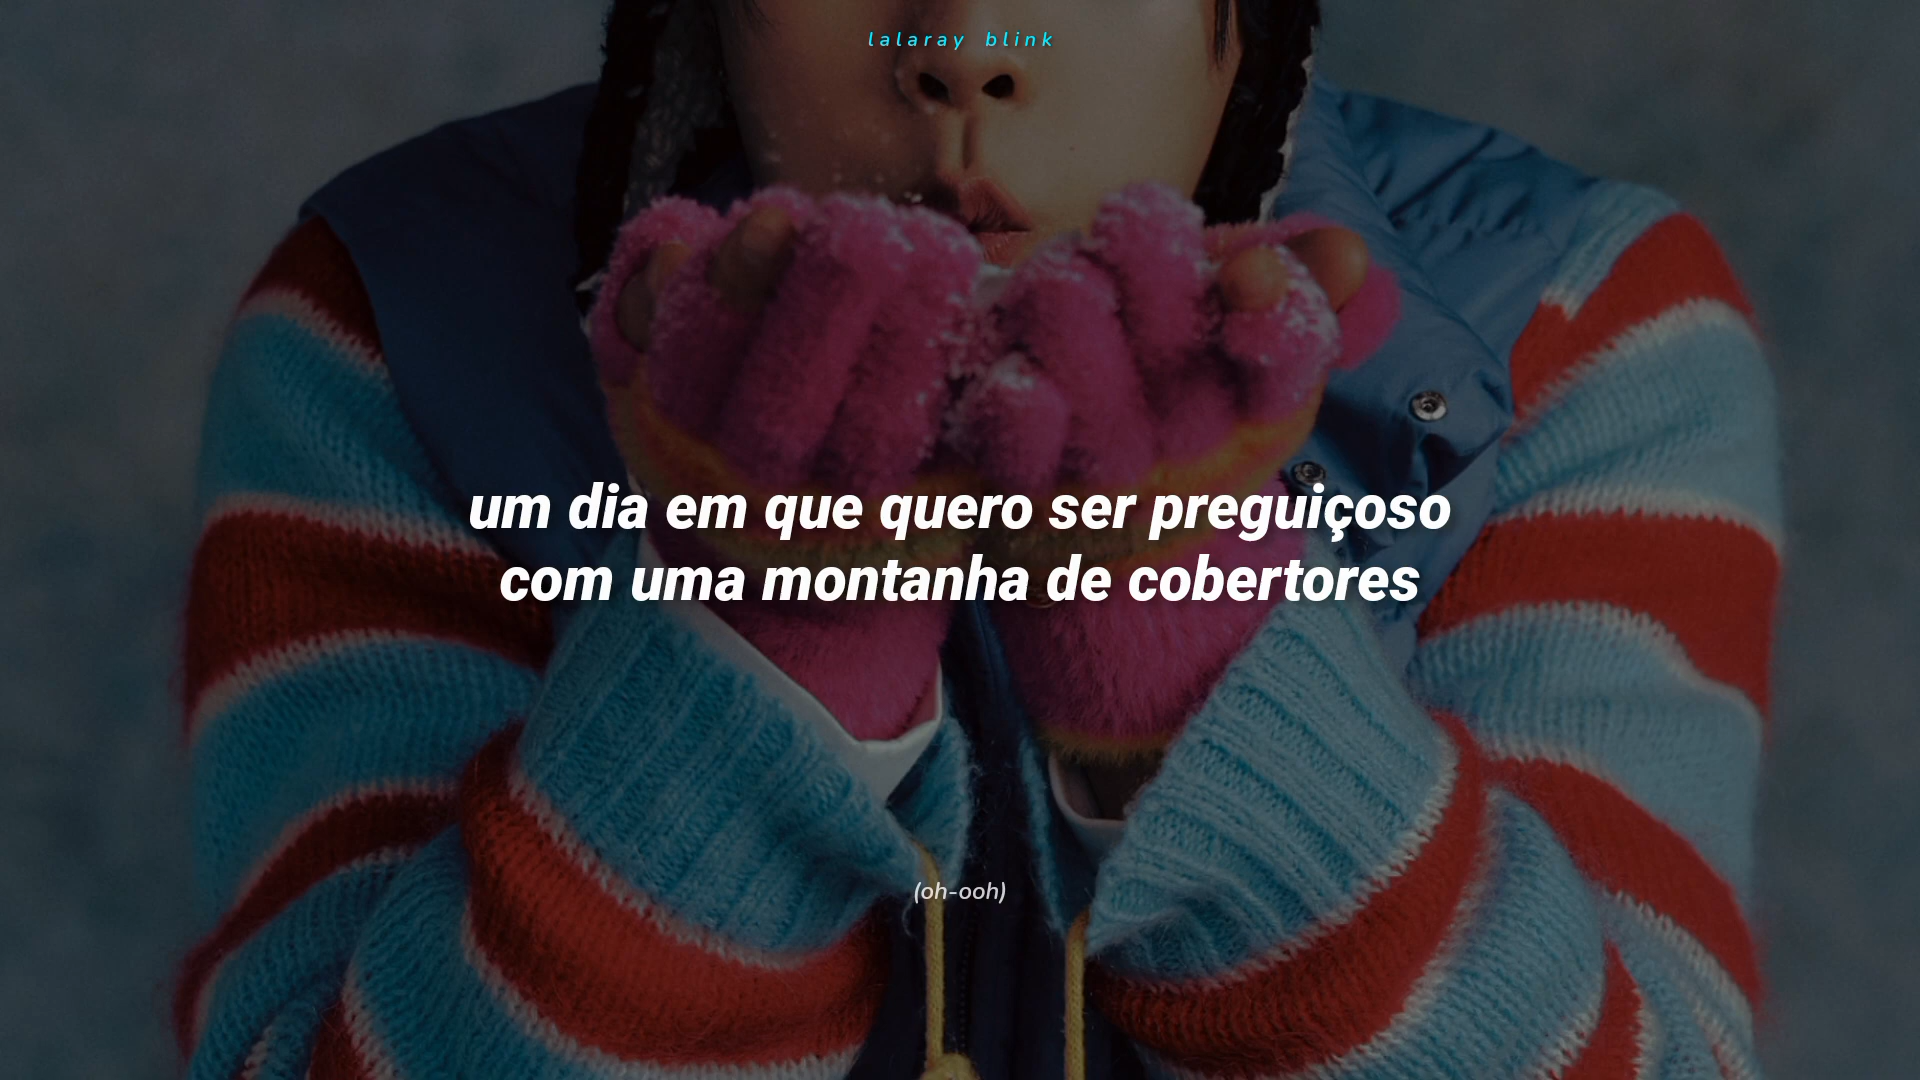 lalaray blink
um dia em que quero ser preguiçoso
com uma montanha de cobertores
(oh-ooh)